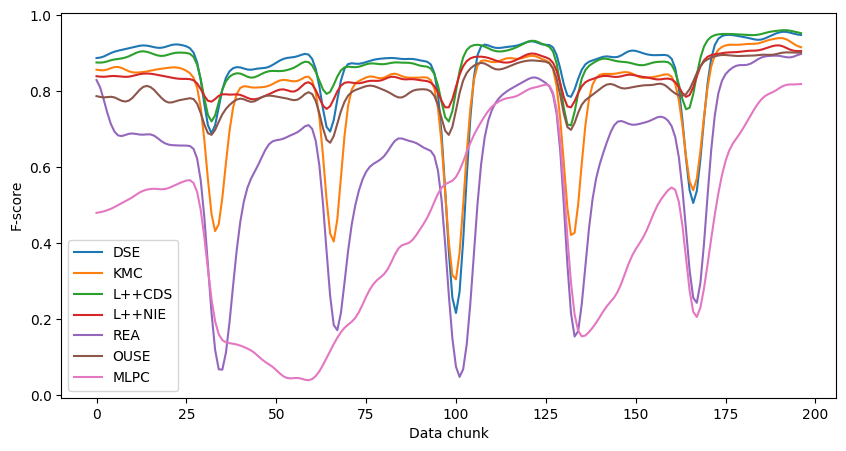 1.0
0.8
0.6
0.4
0.2
0.0
F-score
DSE
KMC
L++CDS
L++NIE
REA
OUSE
MLPC
0 25 50 75 100 125 150 175 200
Data chunk